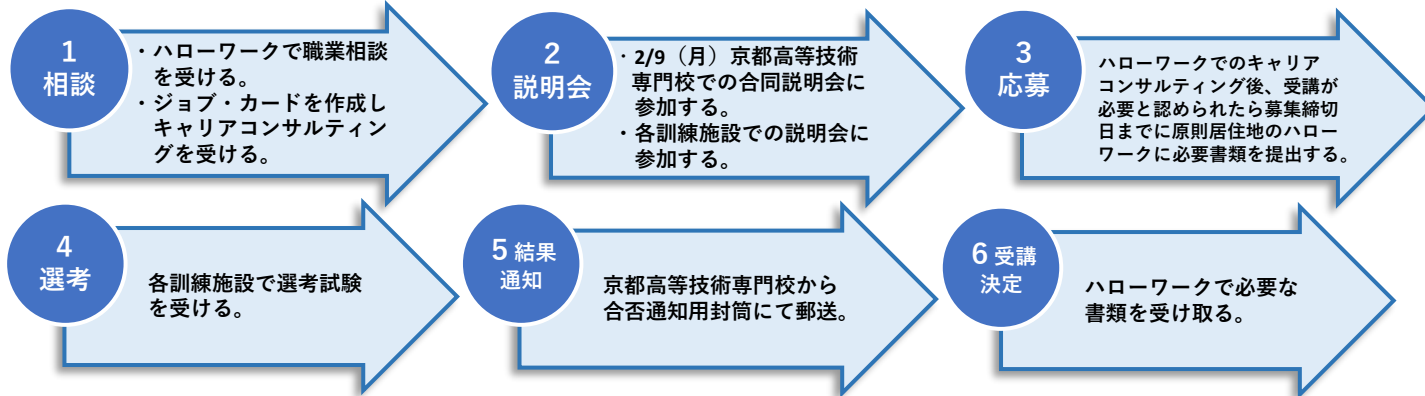 1
相談
・ハローワークで職業相談
を受ける。
・ジョブ・カードを作成し
キャリアコンサルティン
グを受ける。
2
説明会
・2/9（月）京都高等技術
専門校での合同説明会に
参加する。
・各訓練施設での説明会に
参加する。
3
応募
ハローワークでのキャリア
コンサルティング後、受講が
必要と認められたら募集締切
日までに原則居住地のハロー
ワークに必要書類を提出する。
4
選考
各訓練施設で選考試験
を受ける。
5 結果
通知
京都高等技術専門校から
合否通知用封筒にて郵送。
6 受講
決定
ハローワークで必要な
書類を受け取る。